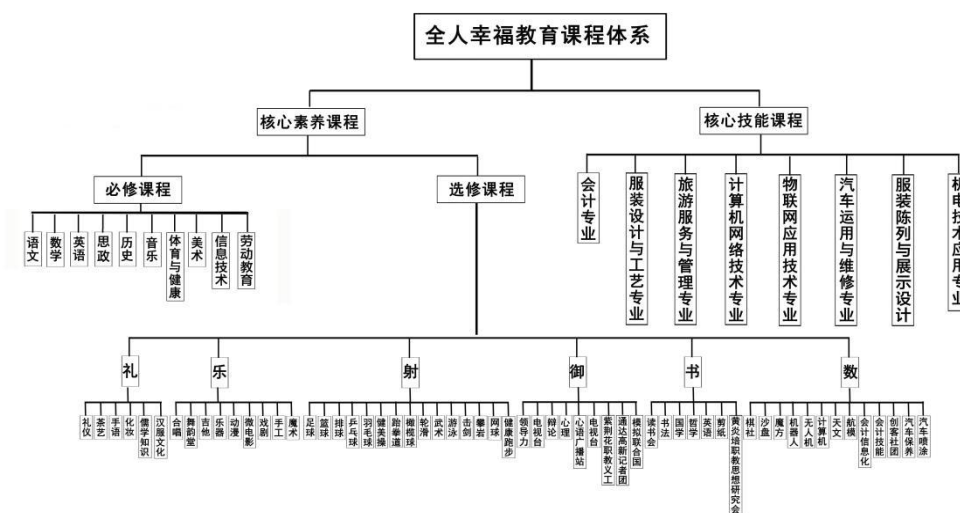 全人幸福教育课程体系
核心素养课程
核心技能课程
必修课程
选修课程
语文
数学
英语
思政
历史
音乐
体育与健康
美术
信息技术
劳动教育
会计专业
服装设计与工艺专业
旅游服务与管理专业
计算机网络技术专业
物联网应用技术专业
汽车运用与维修专业
服装陈列与展示设计
机电技术应用专业
礼
乐
射
御
书
数
礼仪
茶艺
手语
化妆
儒学知识
汉服文化
合唱
舞韵堂
吉他
乐器
动漫
微电影
戏剧
手工
魔术
足球
篮球
排球
乒乓球
羽毛球
健美操
跆拳道
橄榄球
轮滑
武术
游泳
击剑
攀岩
网球
健康跑步
领导力
电视台
辩论
心理
心语广播站
电视台
紫荆花职教义工
通达高新记者团
模拟联合国
读书会
书法
国学
哲学
英语
剪纸
黄炎培职教思想研究会
棋社
沙盘
魔方
机器人
无人机
计算机
天文
航模
会计信息化
会计技能
创客社团
汽车保养
汽车喷涂